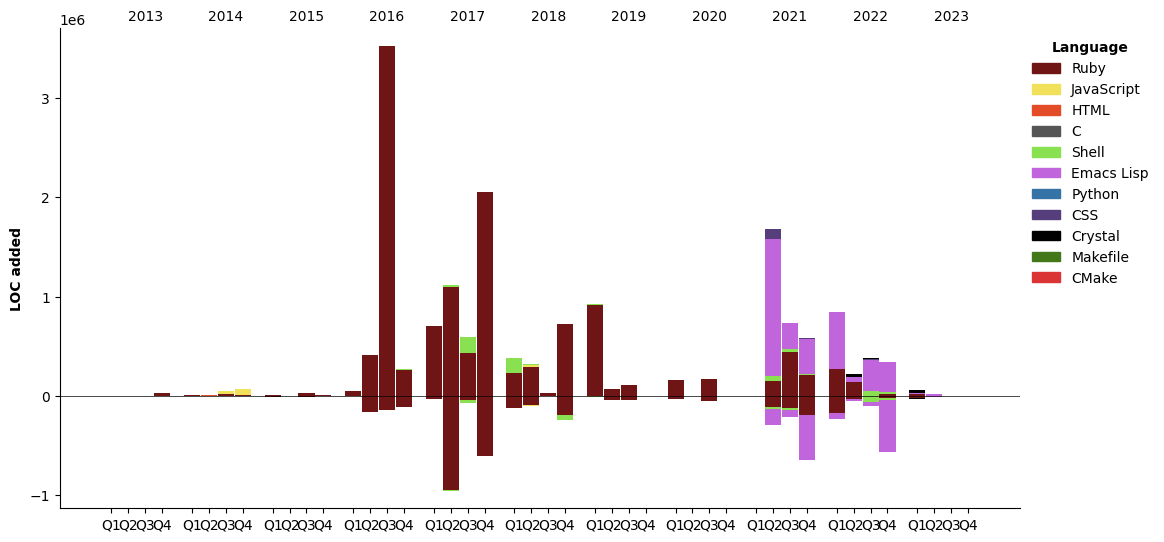 2013 2014 2015 2016 2017 2018 2019 2020 2021 2022 2023
1e6
Language
Ruby
JavaScript
HTML
C
Shell
Emacs Lisp
Python
CSS
Crystal
Makefile
CMake
LOC added
3
2
1
0
−1
Q1Q2Q3Q4 Q1Q2Q3Q4 Q1Q2Q3Q4 Q1Q2Q3Q4 Q1Q2Q3Q4 Q1Q2Q3Q4 Q1Q2Q3Q4 Q1Q2Q3Q4 Q1Q2Q3Q4 Q1Q2Q3Q4 Q1Q2Q3Q4